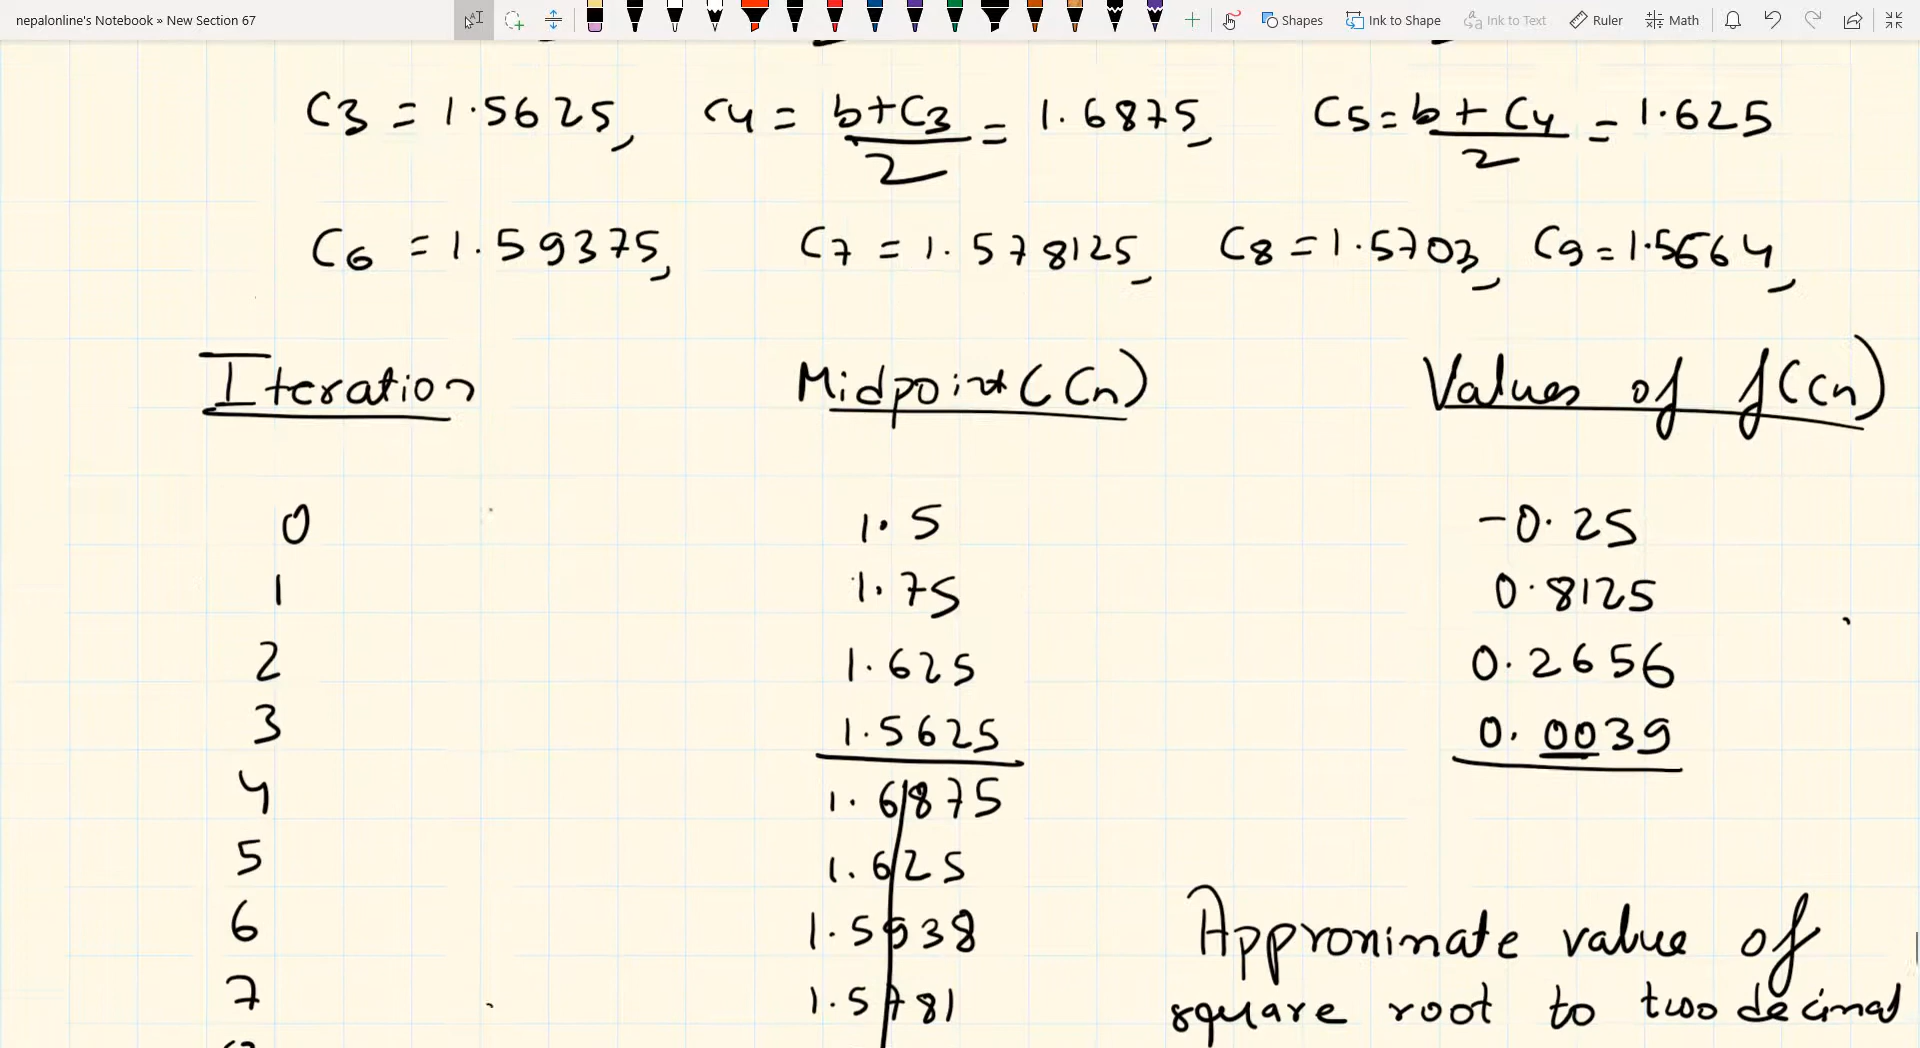 nepalonline's Notebook » New Section 67 Shapes Ink to Shape Ink to Text Ruler Math
C3 = 1.5625, C4 = b+C3/2 = 1.6875, C5 = b+C4/2 = 1.625
C6 = 1.59375, C7 = 1.578125, C8 = 1.5703, C9 = 1.5664,
Iteration Midpoint (Cn) Values of f(Cn)
0 1.5 -0.25
1 1.75 0.8125
2 1.625 0.2656
3 1.5625 0.0039
4 1.6875
5 1.625
6 1.5938 Approximate value of
7 1.5781 square root to two decimal